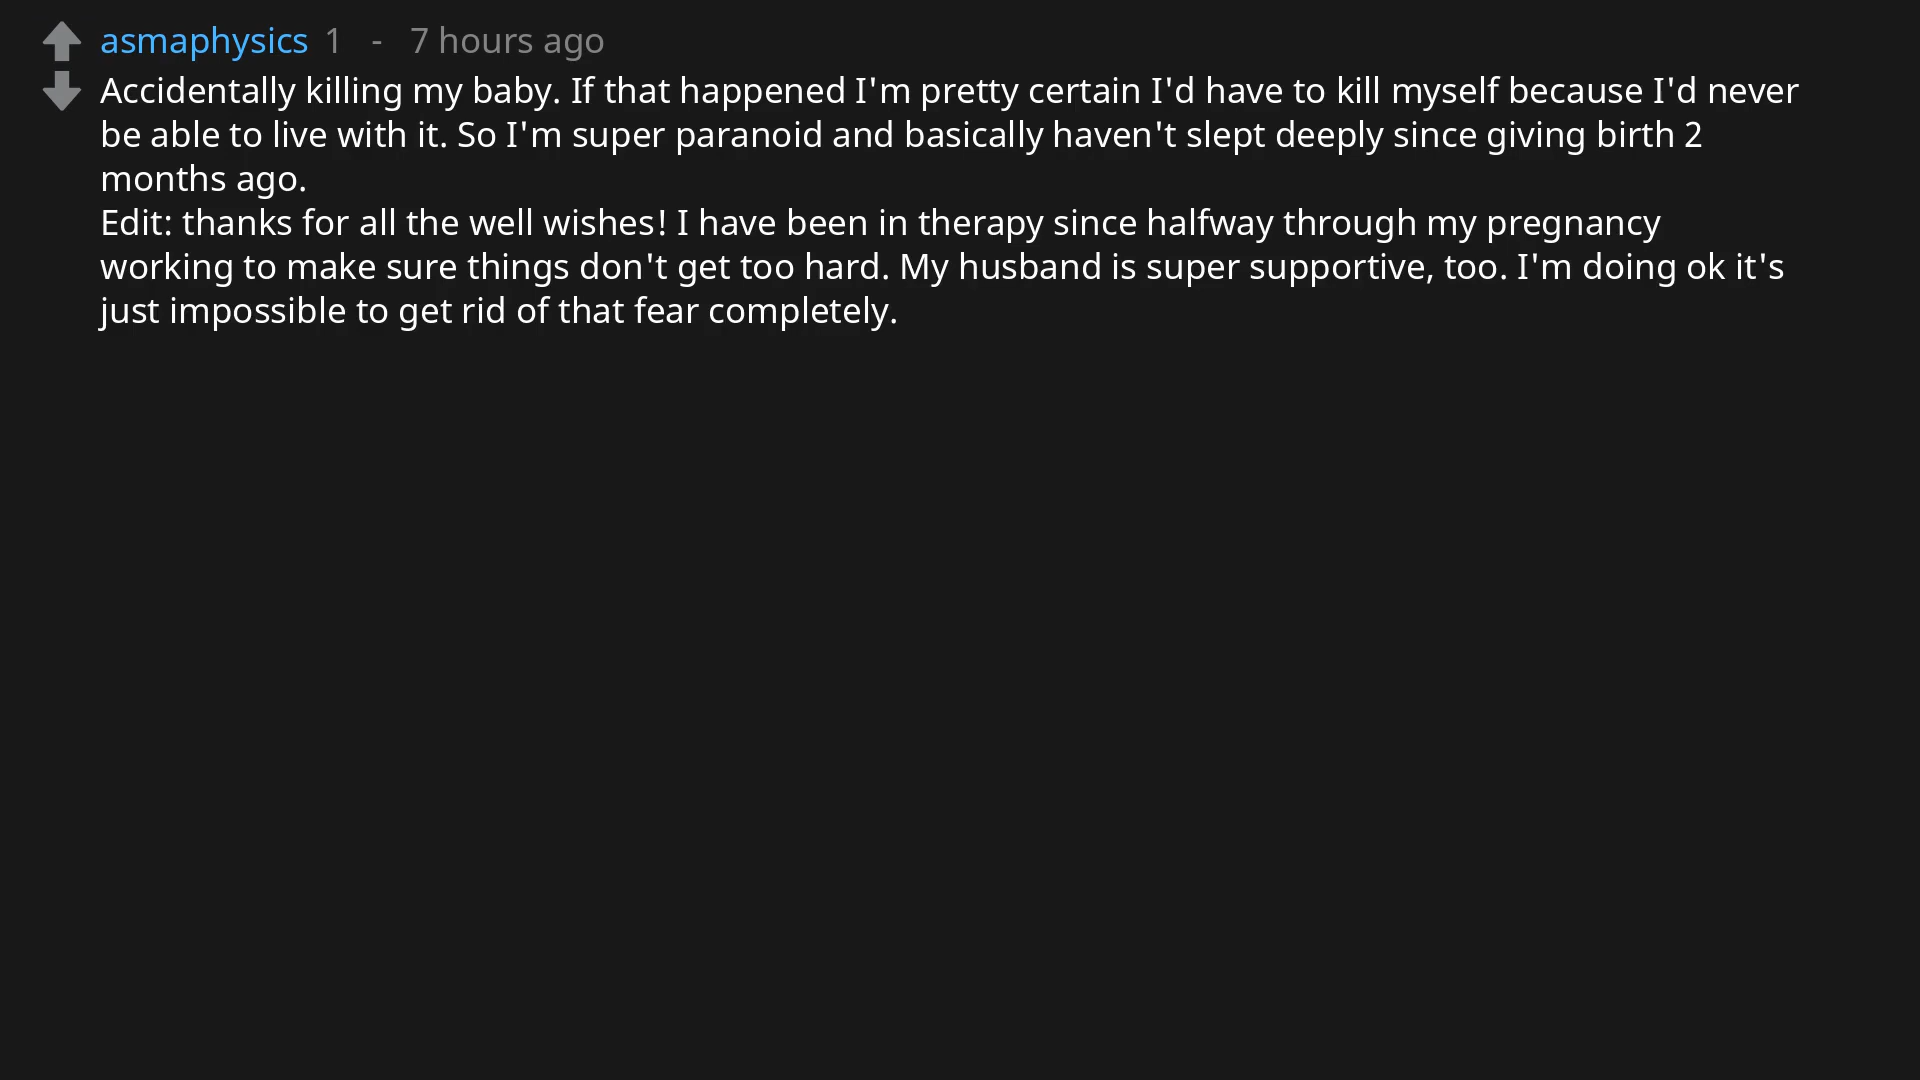 asmaphysics 1 - 7 hours ago
Accidentally killing my baby. If that happened I'm pretty certain I'd have to kill myself because I'd never
be able to live with it. So I'm super paranoid and basically haven't slept deeply since giving birth 2
months ago.
Edit: thanks for all the well wishes! I have been in therapy since halfway through my pregnancy
working to make sure things don't get too hard. My husband is super supportive, too. I'm doing ok it's
just impossible to get rid of that fear completely.